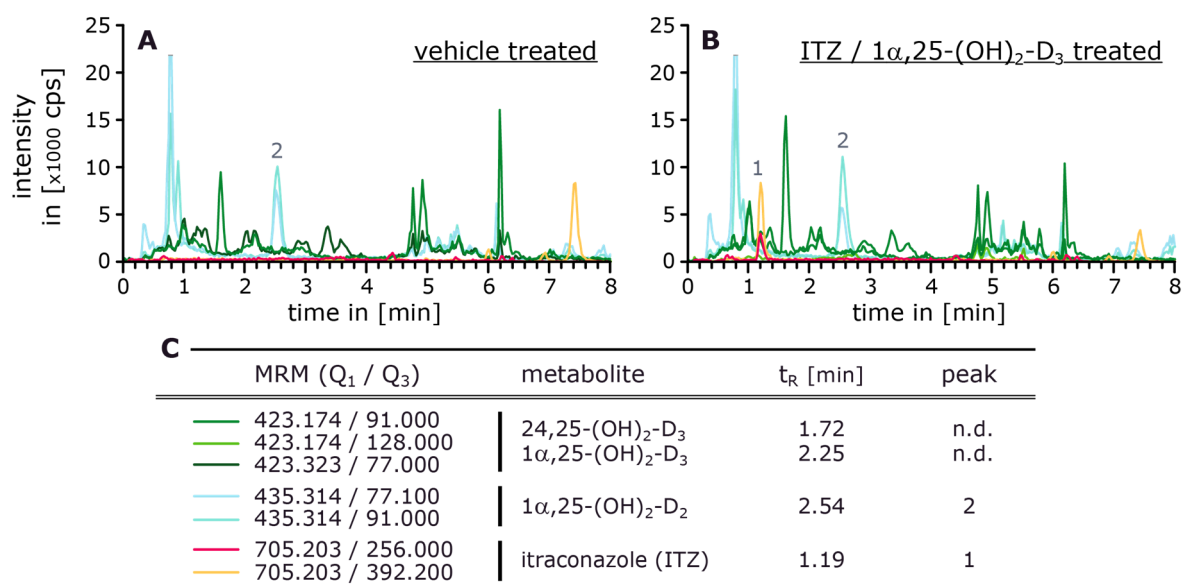 A
vehicle treated
intensity
in [x1000 cps]
25
20
15
10
5
0
2
0 1 2 3 4 5 6 7 8
time in [min]
B
ITZ / 1α,25-(OH)₂-D₃ treated
25
20
15
10
5
0
1
2
0 1 2 3 4 5 6 7 8
time in [min]
C
MRM (Q₁ / Q₃) metabolite tR [min] peak
423.174 / 91.000
423.174 / 128.000
423.323 / 77.000
24,25-(OH)₂-D₃ 1.72 n.d.
1α,25-(OH)₂-D₃ 2.25 n.d.
435.314 / 77.100
435.314 / 91.000
1α,25-(OH)₂-D₂ 2.54 2
705.203 / 256.000
705.203 / 392.200
itraconazole (ITZ) 1.19 1